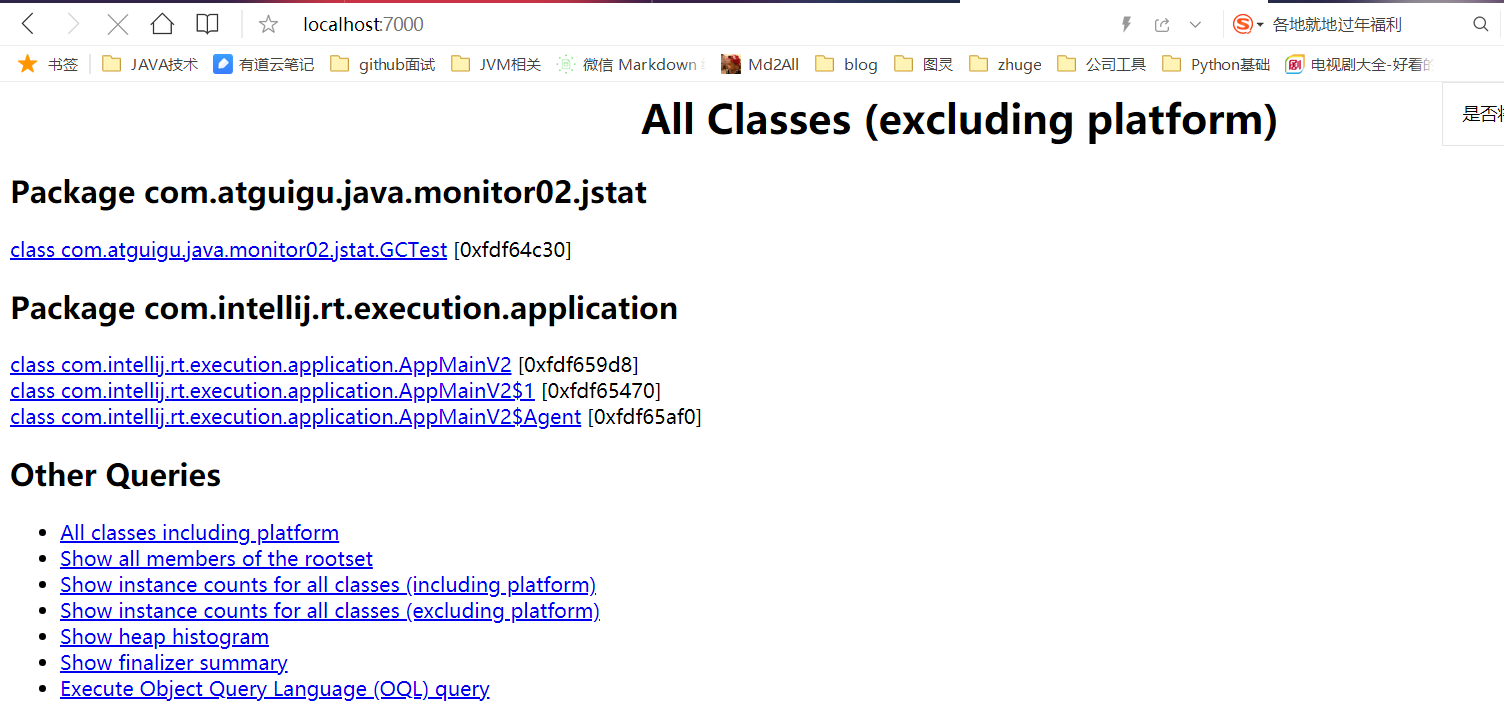 localhost:7000
各地就地过年福利
书签
JAVA技术
有道云笔记
github面试
JVM相关
微信 Markdown
Md2All
blog
图灵
zhuge
公司工具
Python基础
电视剧大全-好看的
All Classes (excluding platform)
是否
Package com.atguigu.java.monitor02.jstat
class com.atguigu.java.monitor02.jstat.GCTest [0xfdf64c30]
Package com.intellij.rt.execution.application
class com.intellij.rt.execution.application.AppMainV2 [0xfdf659d8]
class com.intellij.rt.execution.application.AppMainV2$1 [0xfdf65470]
class com.intellij.rt.execution.application.AppMainV2$Agent [0xfdf65af0]
Other Queries
All classes including platform
Show all members of the rootset
Show instance counts for all classes (including platform)
Show instance counts for all classes (excluding platform)
Show heap histogram
Show finalizer summary
Execute Object Query Language (OQL) query